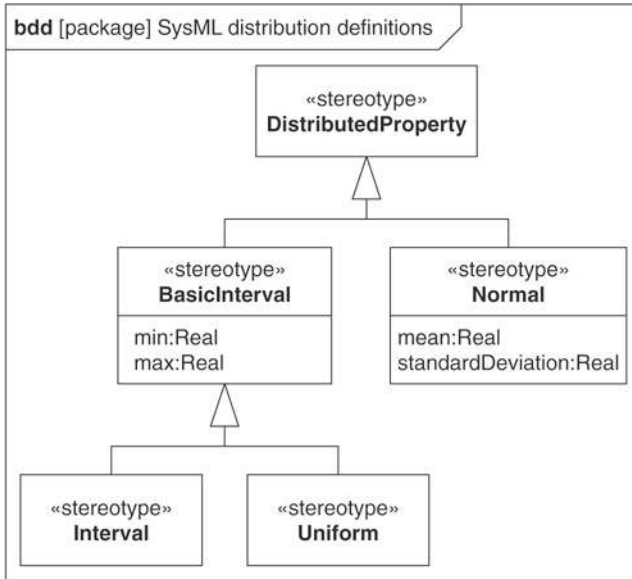 bdd [package] SysML distribution definitions
«stereotype»
DistributedProperty
«stereotype»
BasicInterval
min:Real
max:Real
«stereotype»
Normal
mean:Real
standardDeviation:Real
«stereotype»
Interval
«stereotype»
Uniform